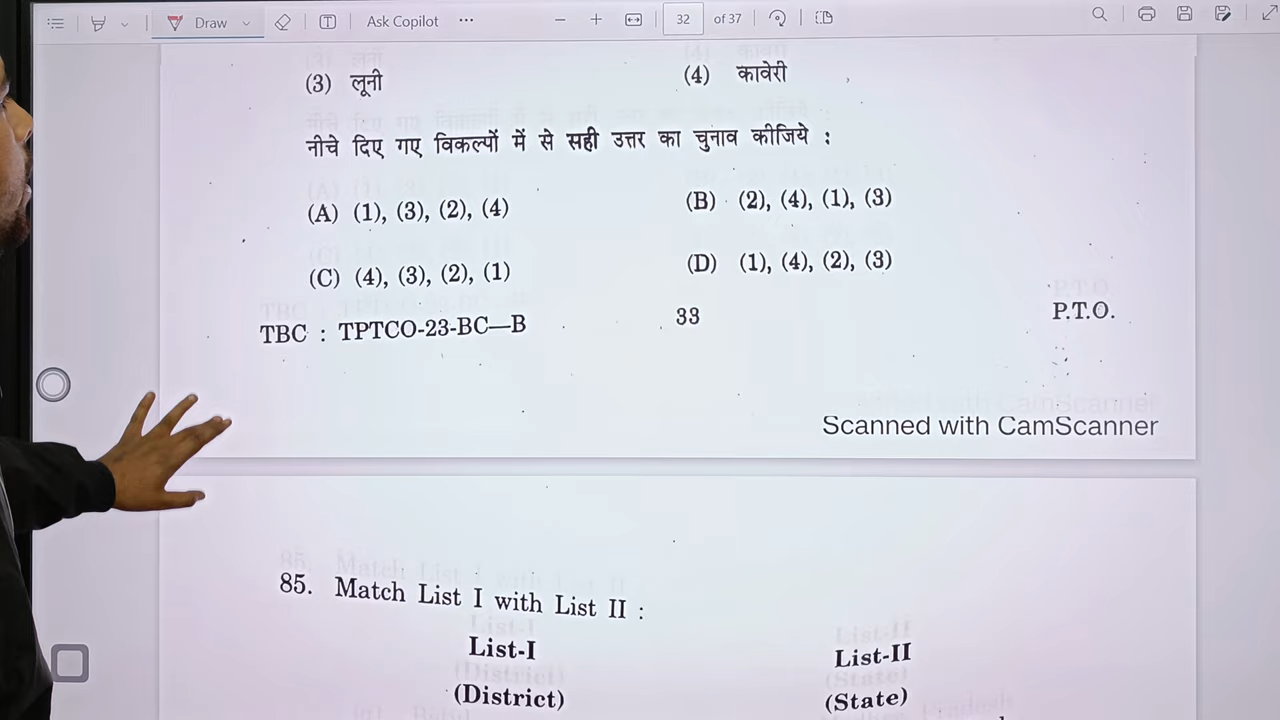 Draw
Ask Copilot
32 of 37
(3) लूनी (4) कावेरी
नीचे दिए गए विकल्पों में से सही उत्तर का चुनाव कीजिये :
(A) (1), (3), (2), (4) (B) (2), (4), (1), (3)
(C) (4), (3), (2), (1) (D) (1), (4), (2), (3)
TBC : TPTCO-23-BC—B 33 P.T.O.
Scanned with CamScanner
85. Match List I with List II :
List-I List-II
(District) (State)